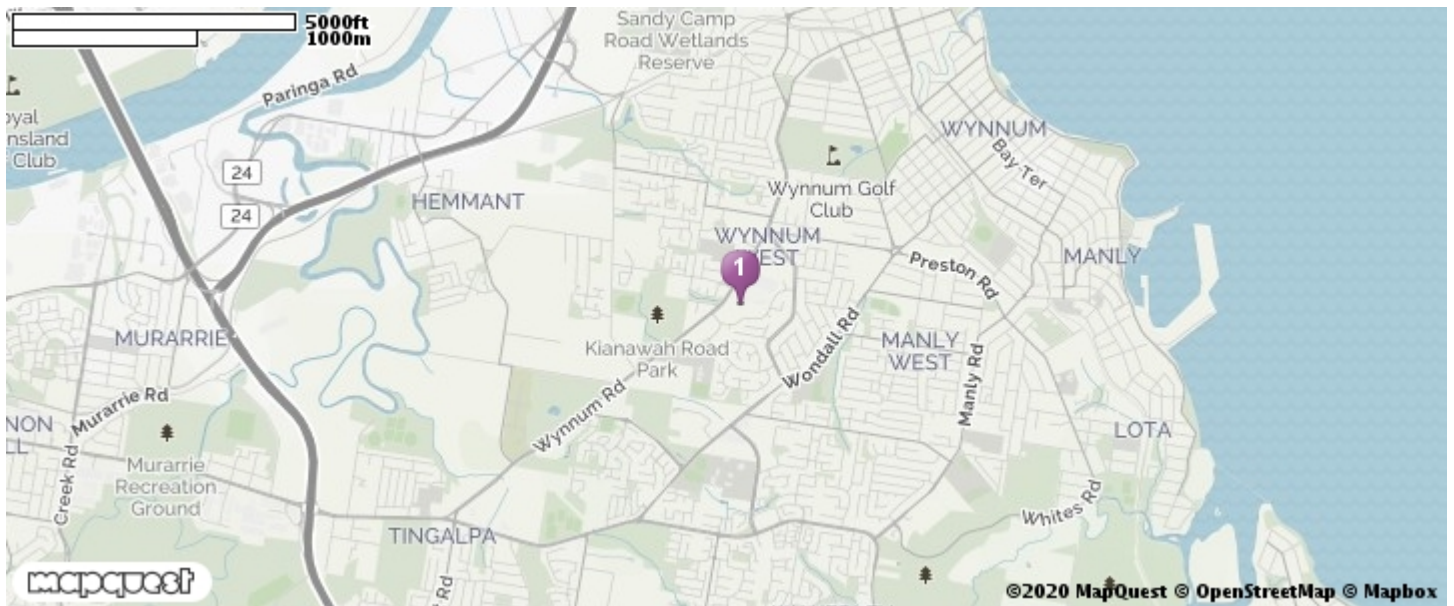 5000ft
1000m
Sandy Camp
Road Wetlands
Reserve
Paringa Rd
oyal
nsland
Club
24
24
HEMMANT
WYNNUM
Bay Ter
Wynnum Golf
Club
WYNNUM
EST
1
MANLY
Preston Rd
MURARRIE
Kianawah Road
Park
Wondall Rd
MANLY
WEST
Manly Rd
Murarrie Rd
NON
LL
Creek Rd
Murarrie
Recreation
Ground
Wynnum Rd
LOTA
Whites Rd
TINGALPA
Rd
mapquest
©2020 MapQuest © OpenStreetMap © Mapbox